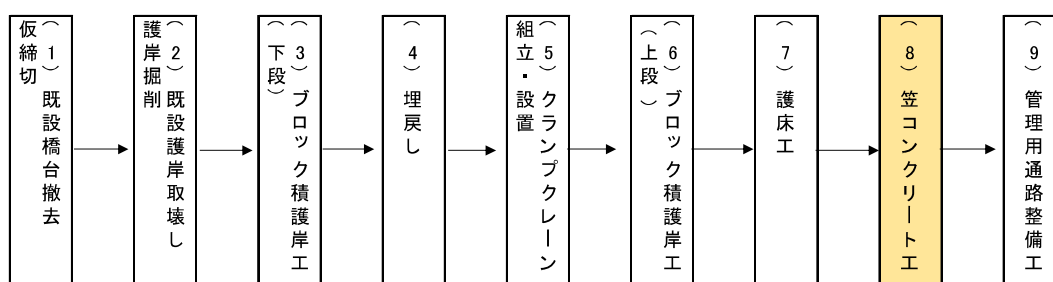 （１）既設橋台撤去
仮締切
（２）既設護岸取壊し
護岸掘削
（３）ブロック積護岸工
（下段）
（４）埋戻し
（５）クランプクレーン
組立・設置
（６）ブロック積護岸工
（上段）
（７）護床工
（８）笠コンクリート工
（９）管理用通路整備工